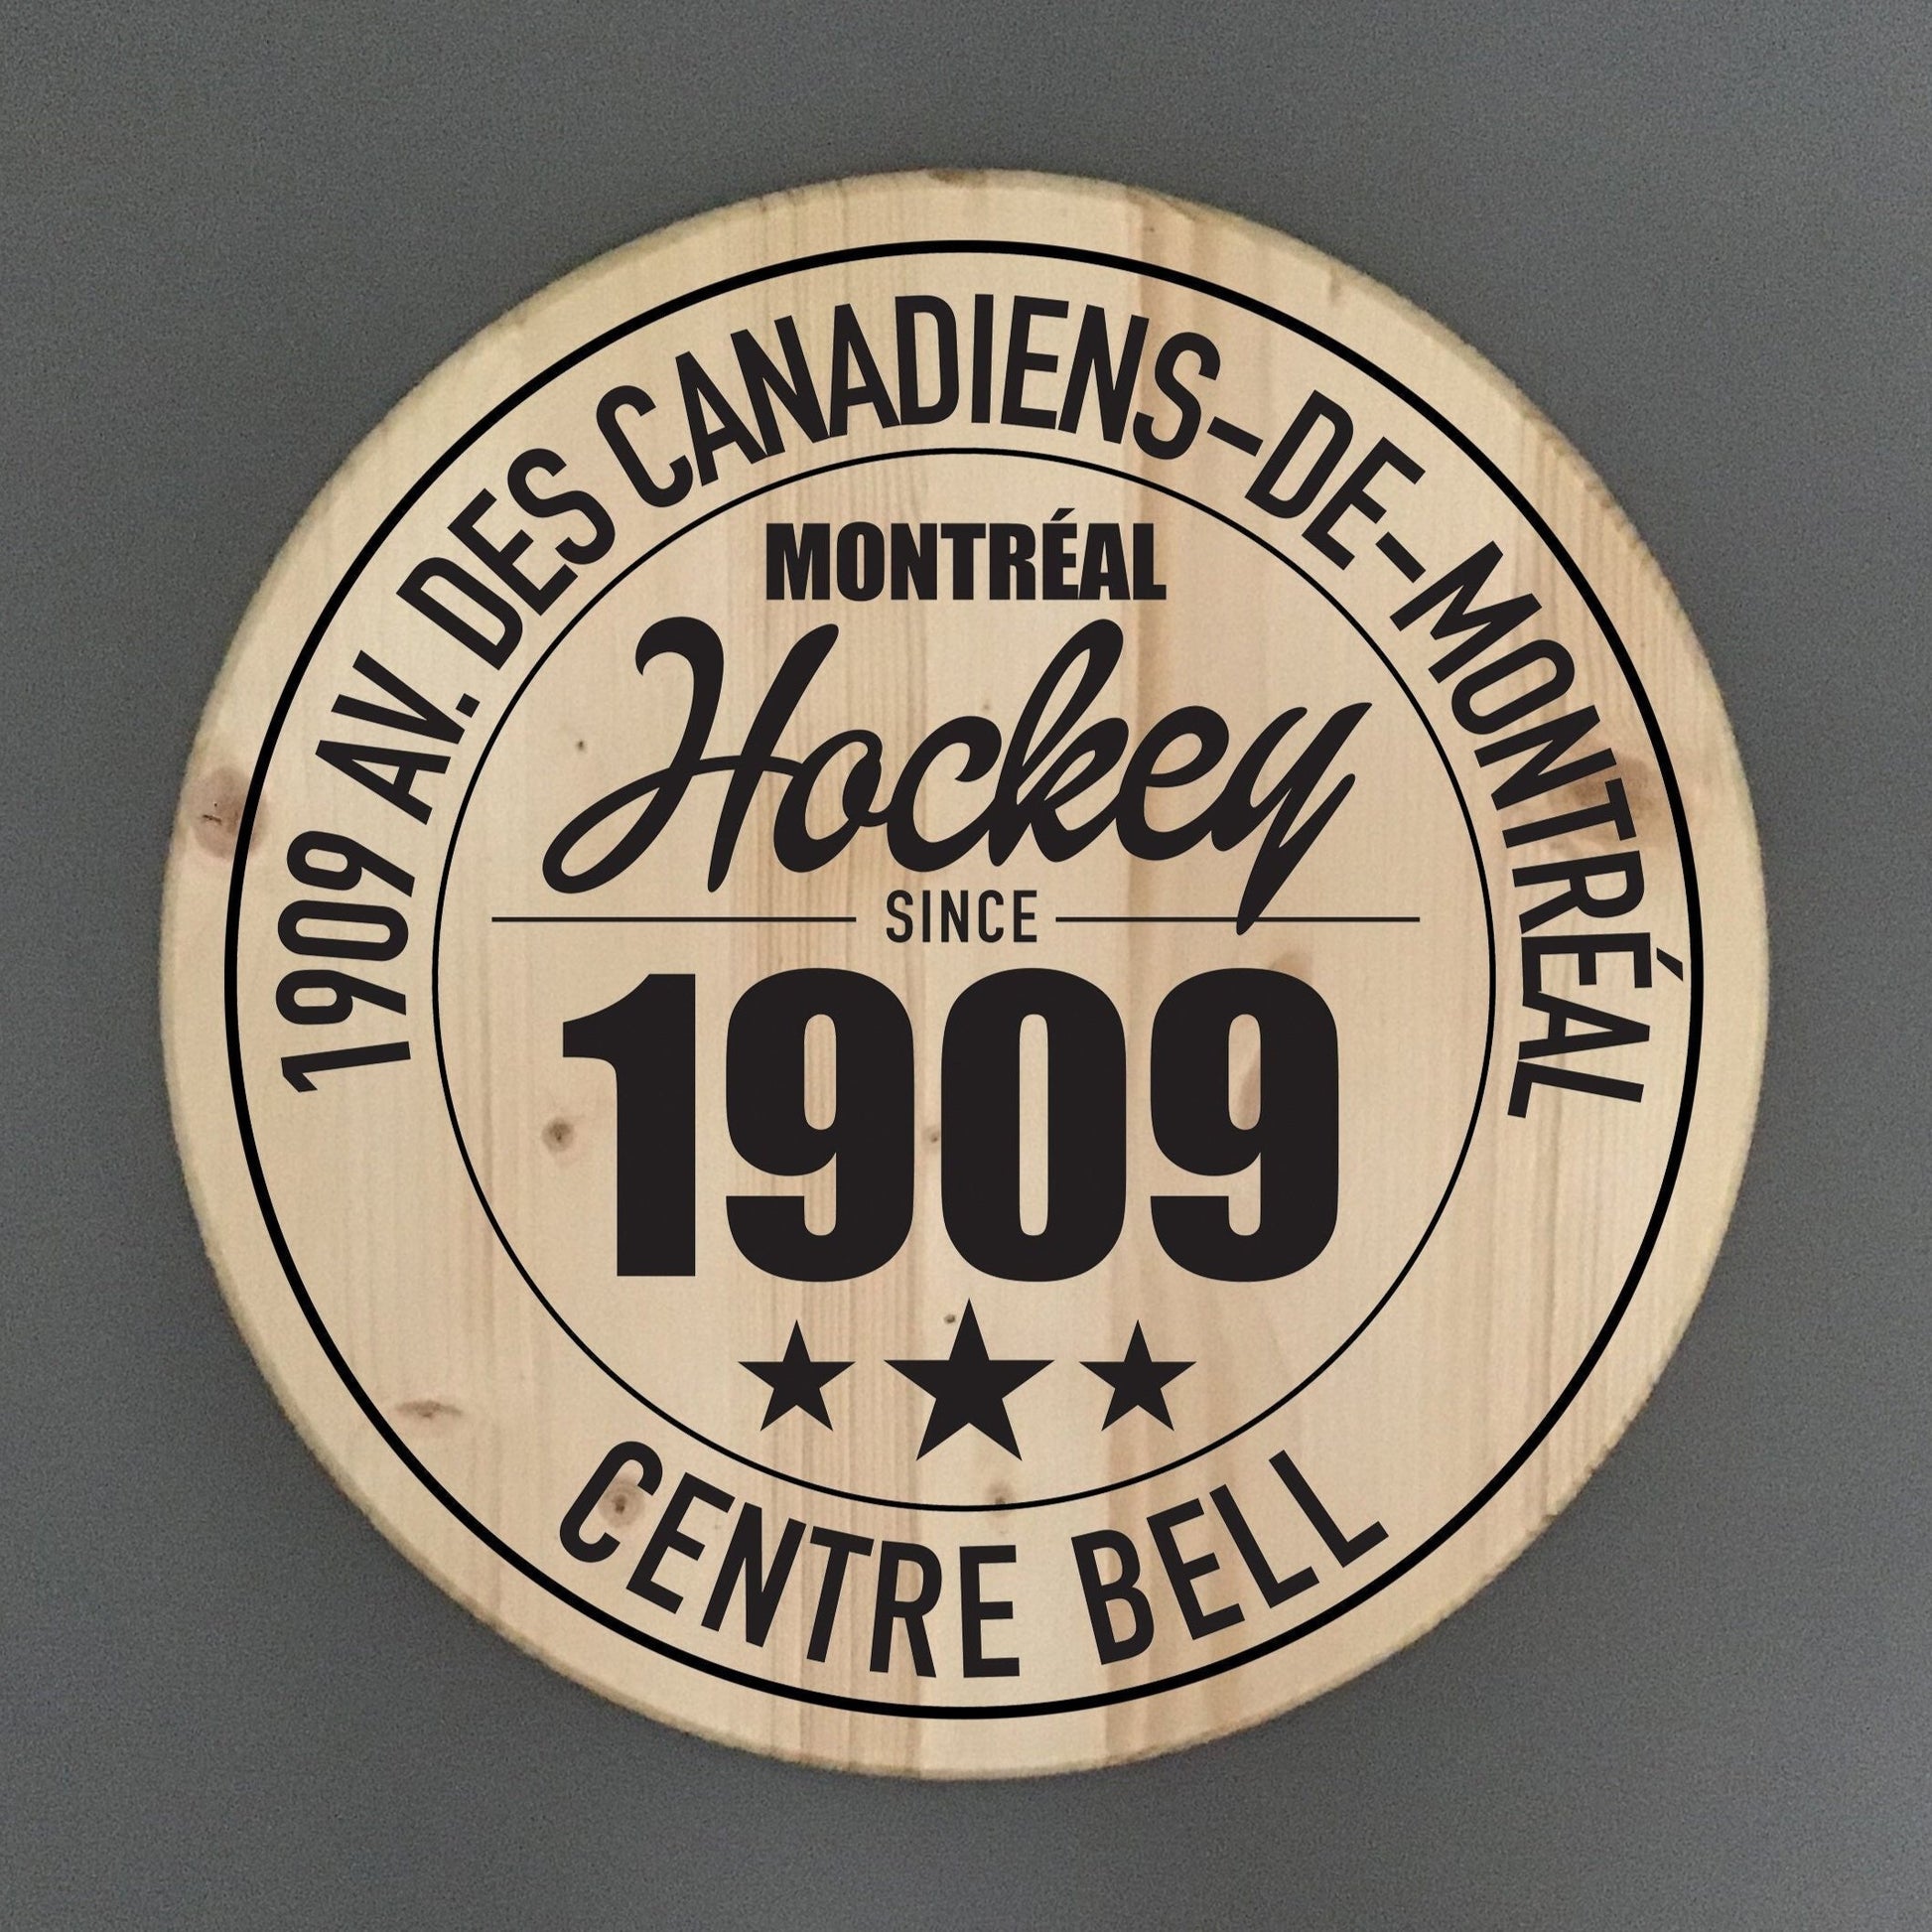 1909 AV. DES CANADIENS-DE-MONTRÉAL
MONTRÉAL
Hockey
SINCE
1909
CENTRE BELL